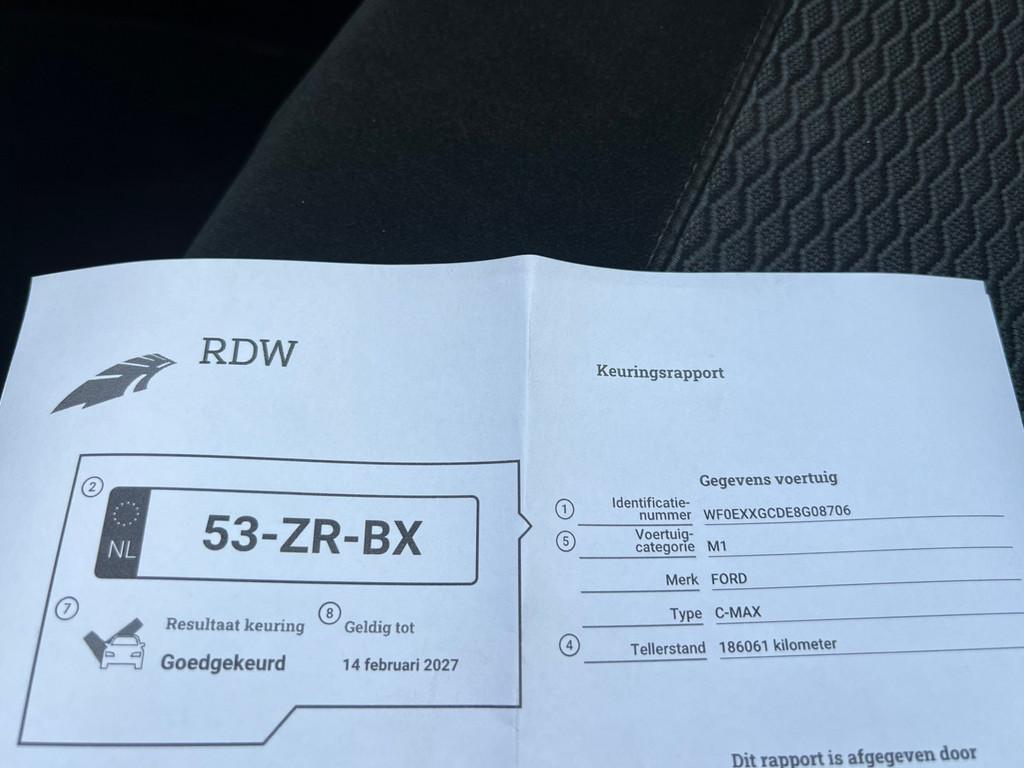 RDW
Keuringsrapport
2
NL
53-ZR-BX
7
Resultaat keuring
Goedgekeurd
8
Geldig tot
14 februari 2027
Gegevens voertuig
1
Identificatie-
nummer WF0EXXGCDE8G08706
5
Voertuig-
categorie M1
Merk FORD
Type C-MAX
4 Tellerstand 186061 kilometer
Dit rapport is afgegeven door